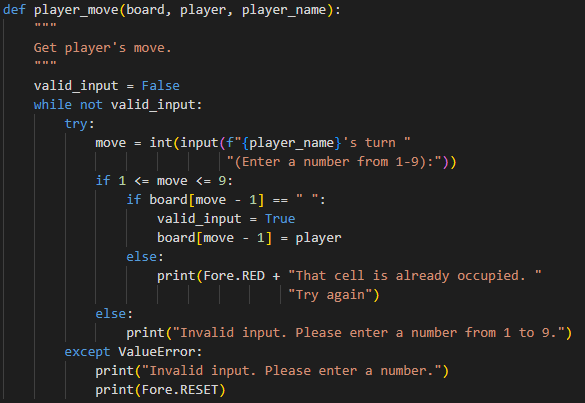 def player_move(board, player, player_name):
    """
    Get player's move.
    """
    valid_input = False
    while not valid_input:
        try:
            move = int(input(f"{player_name}'s turn "
                             "(Enter a number from 1-9):"))
            if 1 <= move <= 9:
                if board[move - 1] == " ":
                    valid_input = True
                    board[move - 1] = player
                else:
                    print(Fore.RED + "That cell is already occupied. "
                                     "Try again")
            else:
                print("Invalid input. Please enter a number from 1 to 9.")
        except ValueError:
            print("Invalid input. Please enter a number.")
            print(Fore.RESET)